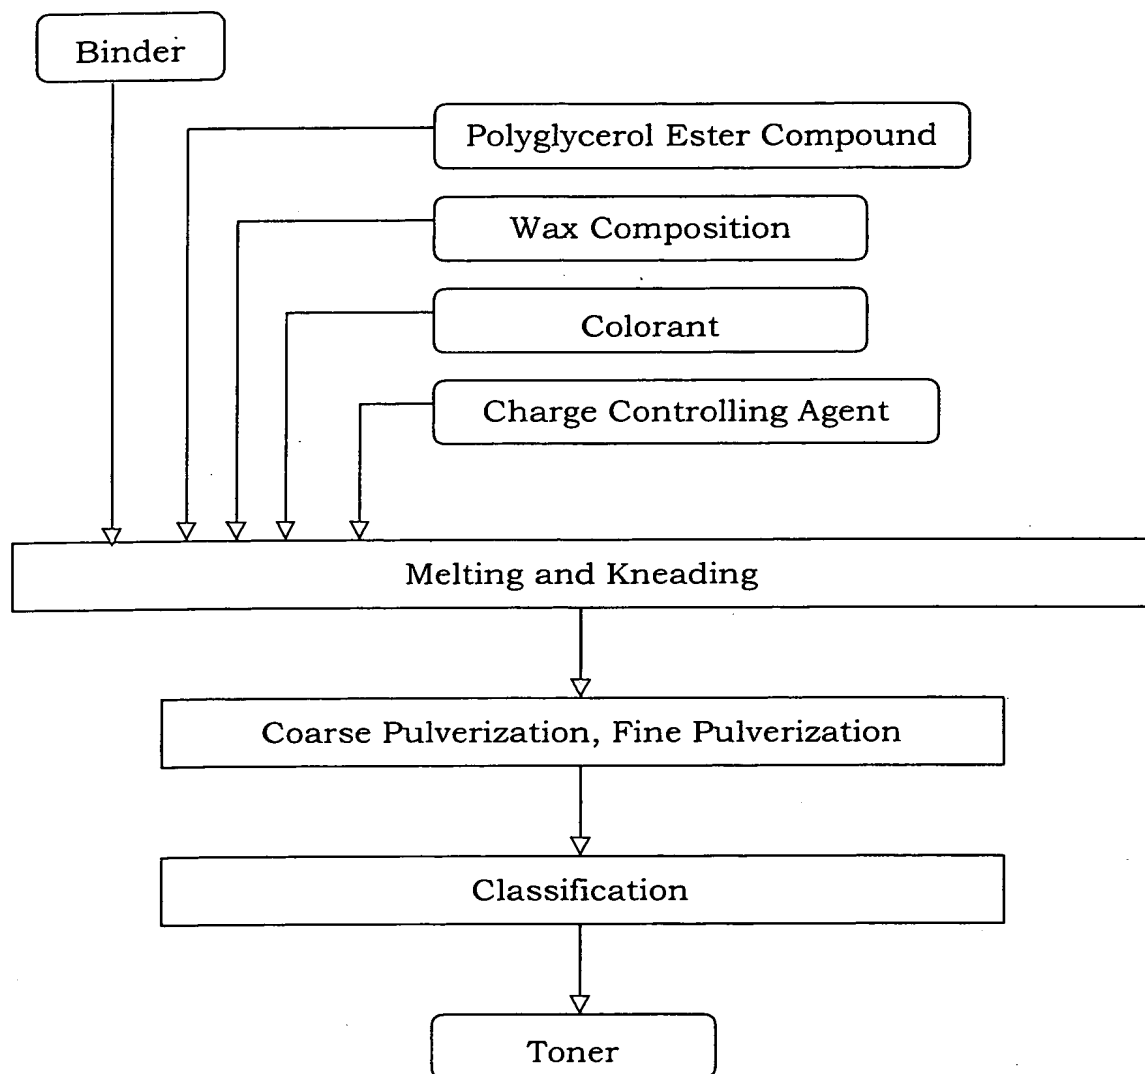 Binder
Polyglycerol Ester Compound
Wax Composition
Colorant
Charge Controlling Agent
Melting and Kneading
Coarse Pulverization, Fine Pulverization
Classification
Toner